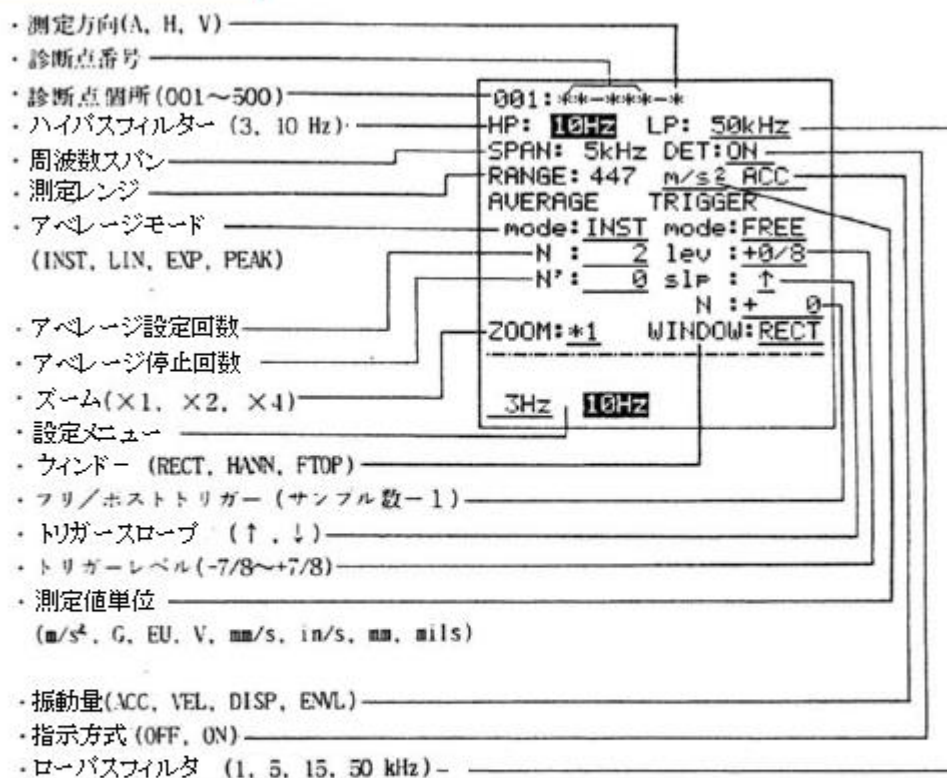 ・測定方向(A, H, V)
・診断点番号
・診断点個所(001～500)
・ハイパスフィルター (3, 10 Hz)
・周波数スパン
・測定レンジ
・アベレージモード
(INST, LIN, EXP, PEAK)
・アベレージ設定回数
・アベレージ停止回数
・ズーム(×1, ×2, ×4)
・設定メニュー
・ウィンドー (RECT, HANN, FTOP)
・プリ/ポストトリガー (サンプル数－1)
・トリガースロープ (↑, ↓)
・トリガーレベル(-7/8～+7/8)
・測定値単位
(m/s², G, EU, V, mm/s, in/s, mm, mils)
・振動量(ACC, VEL, DISP, ENVL)
・指示方式(OFF, ON)
・ローパスフィルタ (1, 5, 15, 50 kHz)
001:**-***-*
HP: 10Hz LP: 50kHz
SPAN: 5kHz DET:ON
RANGE: 447 m/s² ACC
AVERAGE TRIGGER
mode:INST mode:FREE
N : 2 lev :+0/8
N': 0 slp : ↑
N :+ 0
ZOOM:*1 WINDOW:RECT
3Hz 10Hz